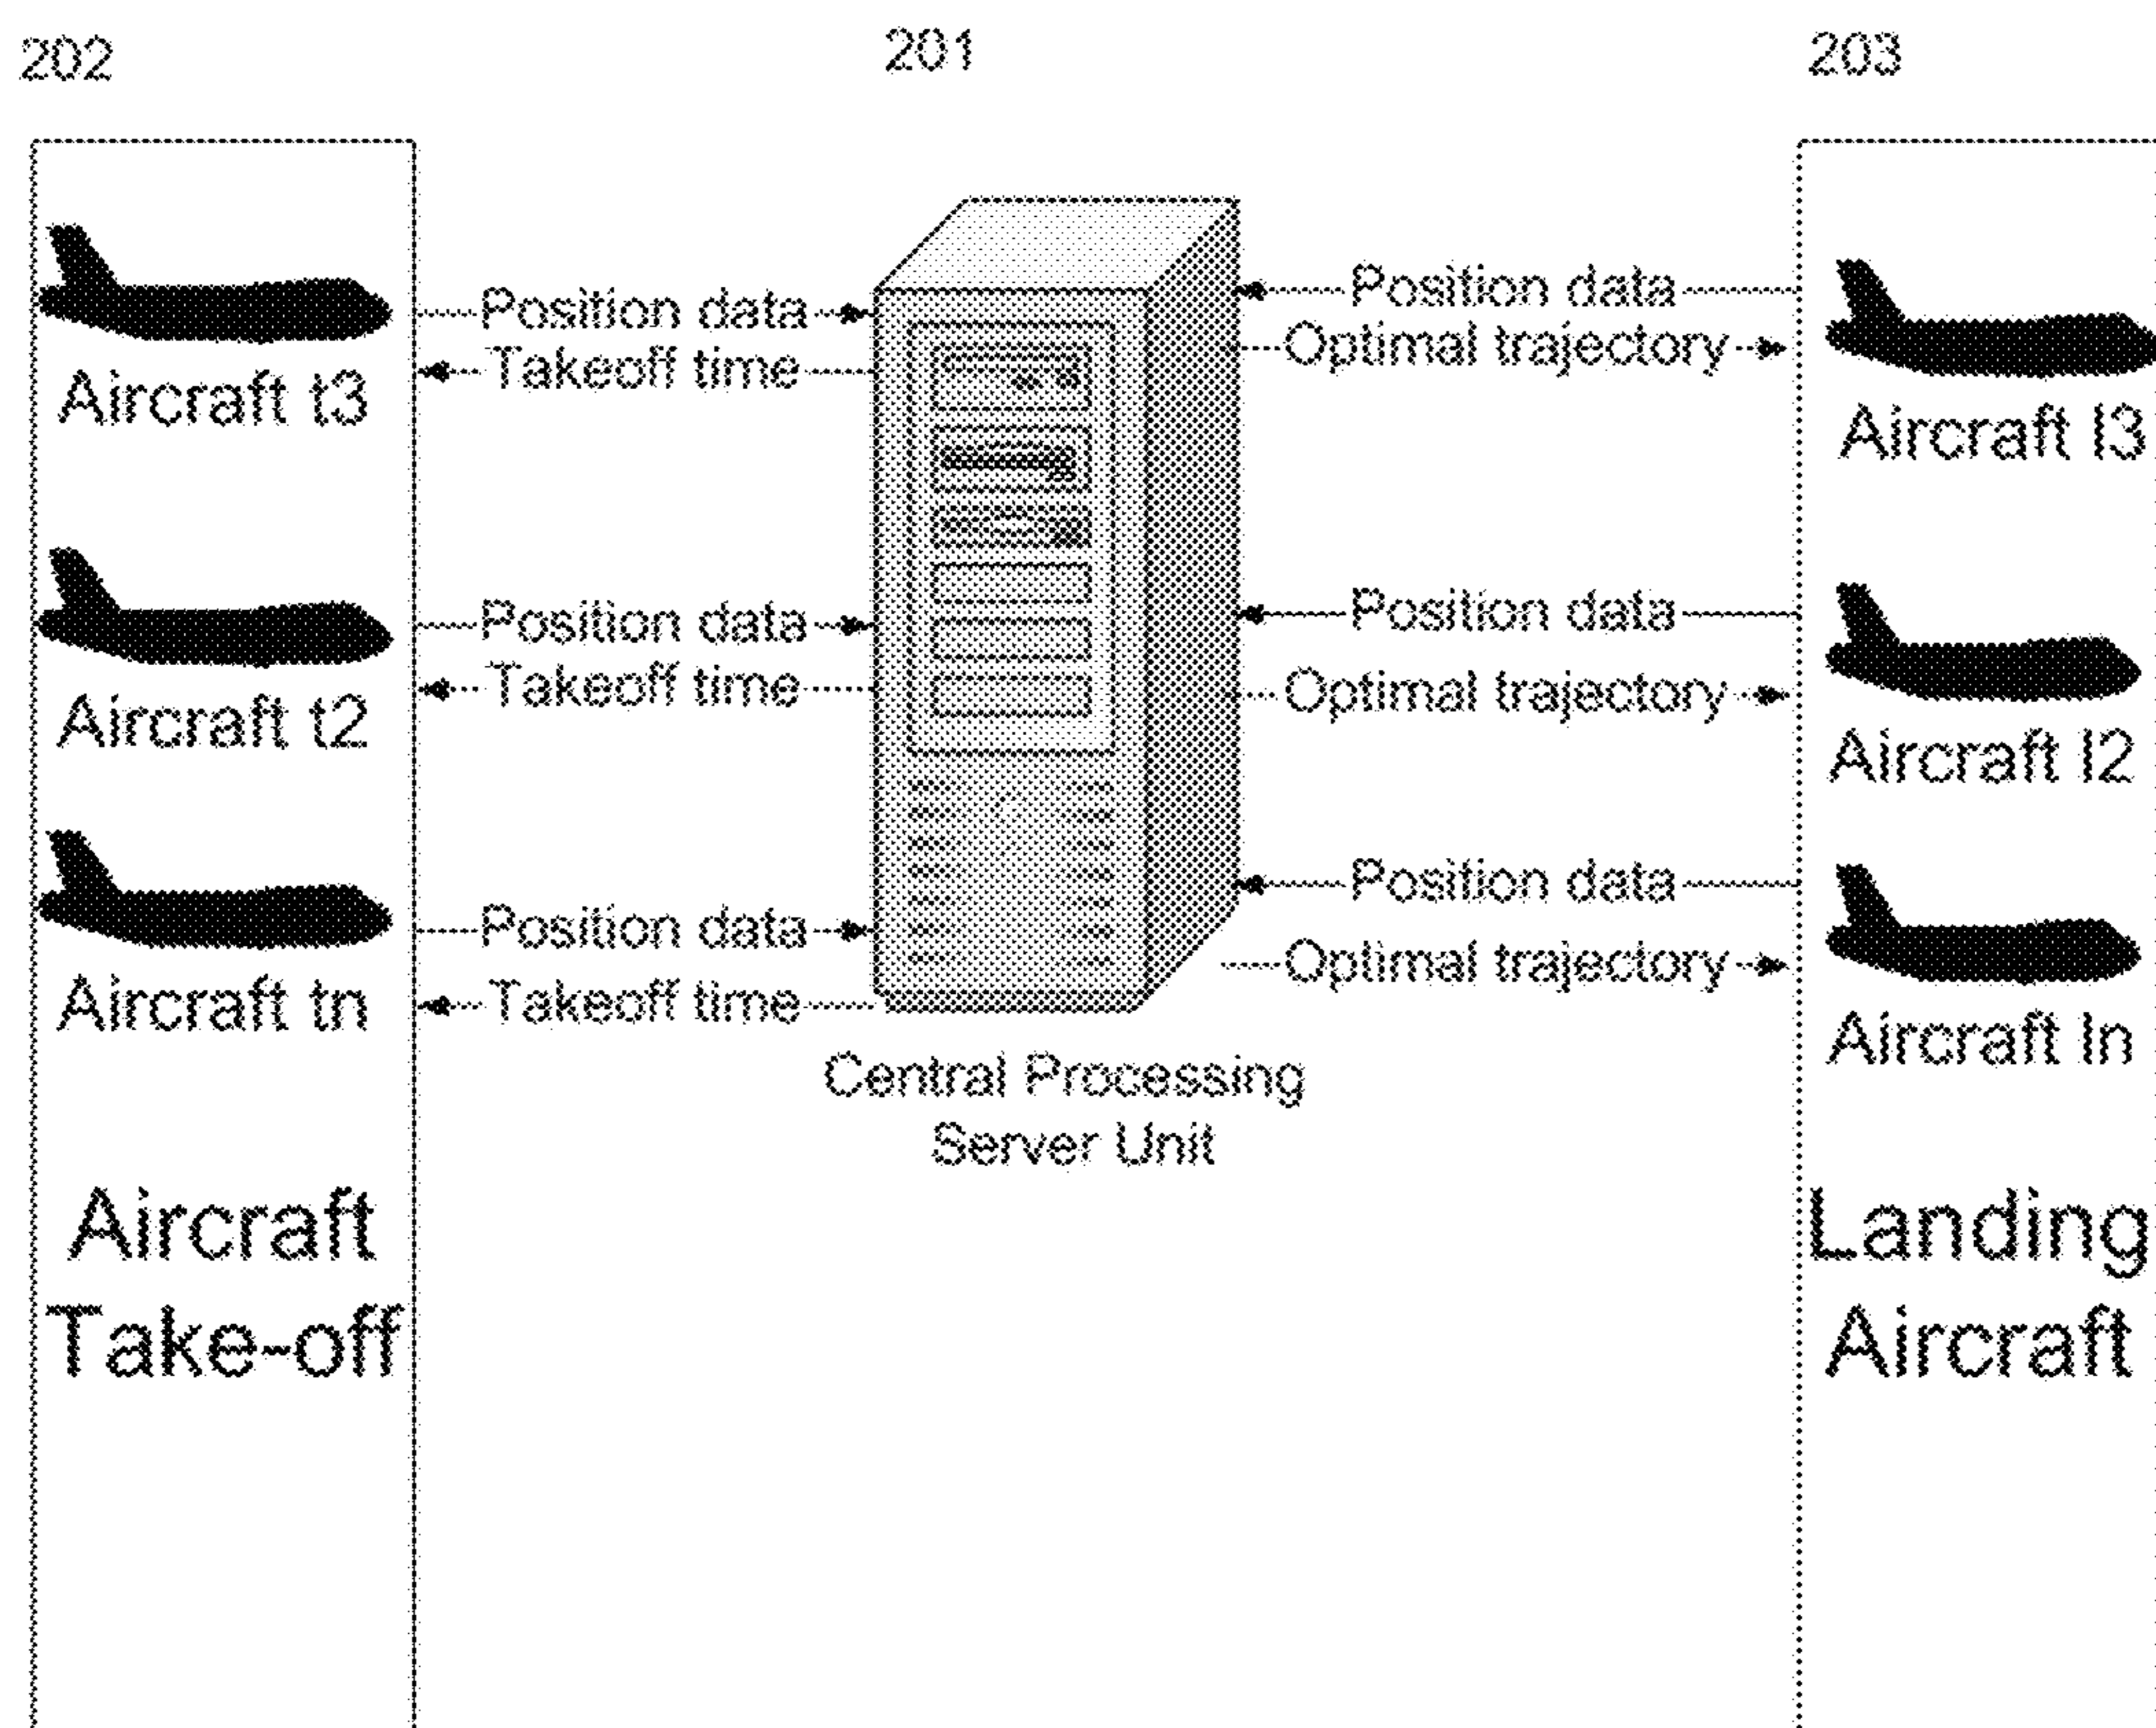 202
201
203
Position data
Takeoff time
Aircraft t3
Position data
Optimal trajectory
Aircraft l3
Position data
Takeoff time
Aircraft t2
Position data
Optimal trajectory
Aircraft l2
Position data
Takeoff time
Aircraft tn
Position data
Optimal trajectory
Aircraft ln
Central Processing
Server Unit
Aircraft
Take-off
Landing
Aircraft